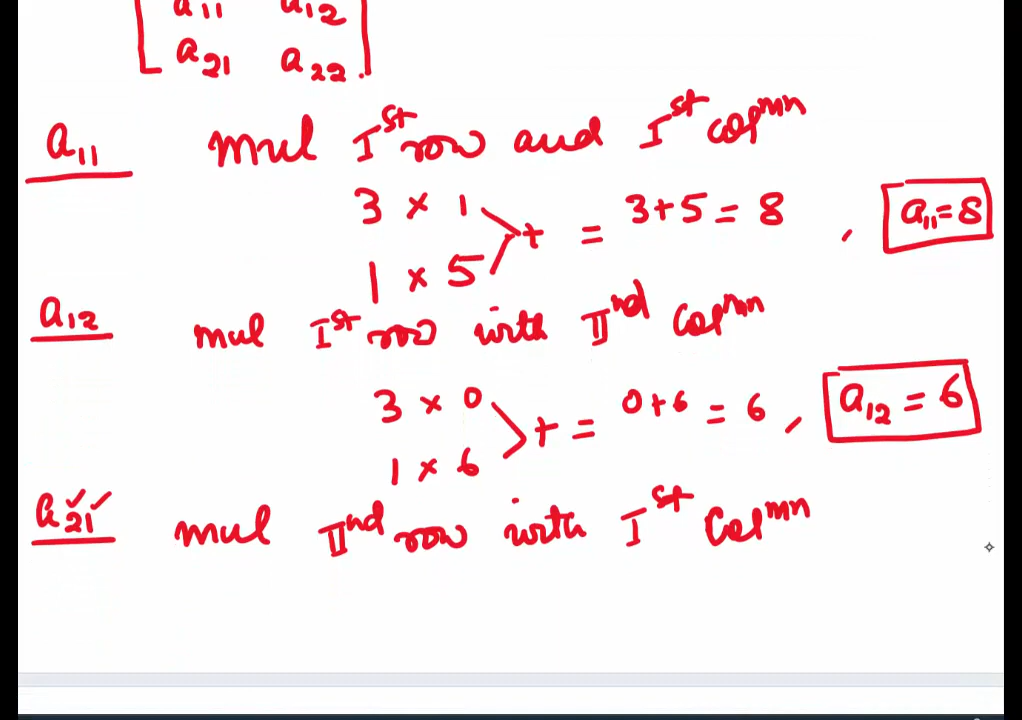 a11 a12
a21 a22
a11 mul Ist row and Ist colmn
3 × 1 + = 3+5 = 8 , a11=8
1 × 5
a12 mul Ist row with IInd Colmn
3 × 0 + = 0+6 = 6 , a12 = 6
1 × 6
a21 mul IInd row with Ist Colmn